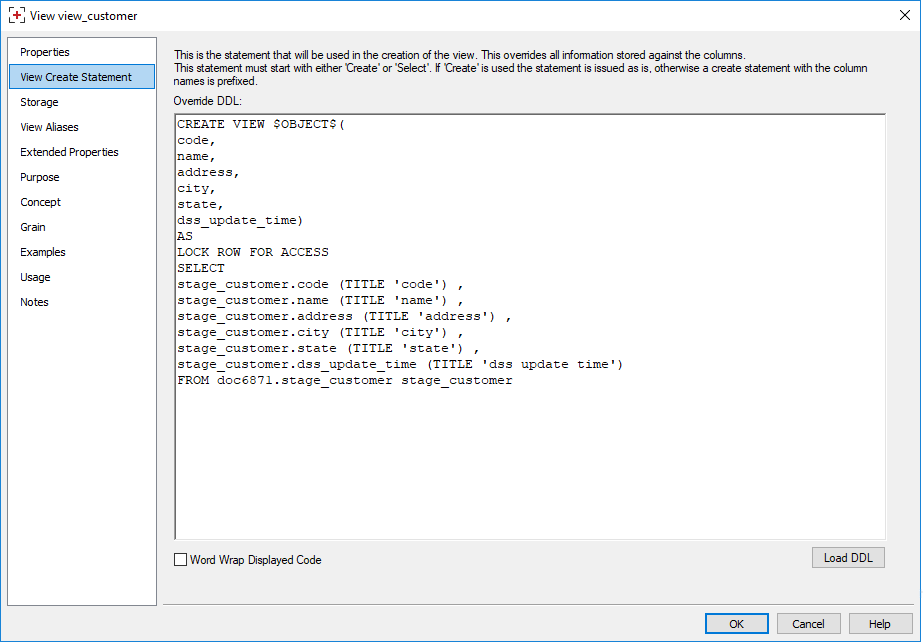 View view_customer
Properties
View Create Statement
Storage
View Aliases
Extended Properties
Purpose
Concept
Grain
Examples
Usage
Notes
This is the statement that will be used in the creation of the view. This overrides all information stored against the columns.
This statement must start with either 'Create' or 'Select'. If 'Create' is used the statement is issued as is, otherwise a create statement with the column
names is prefixed.
Override DDL:
CREATE VIEW $OBJECT$(
code,
name,
address,
city,
state,
dss_update_time)
AS
LOCK ROW FOR ACCESS
SELECT
stage_customer.code (TITLE 'code') ,
stage_customer.name (TITLE 'name') ,
stage_customer.address (TITLE 'address') ,
stage_customer.city (TITLE 'city') ,
stage_customer.state (TITLE 'state') ,
stage_customer.dss_update_time (TITLE 'dss update time')
FROM doc6871.stage_customer stage_customer
Word Wrap Displayed Code
Load DDL
OK
Cancel
Help